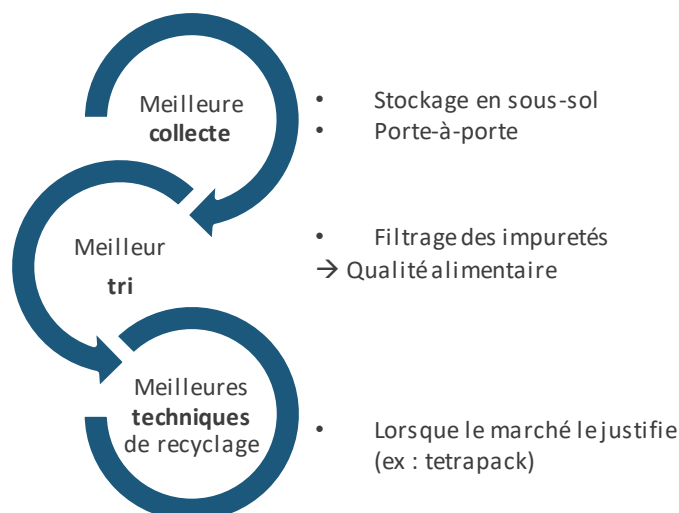 Meilleure
collecte
• Stockage en sous-sol
• Porte-à-porte
Meilleur
tri
• Filtrage des impuretés
→ Qualité alimentaire
Meilleures
techniques
de recyclage
• Lorsque le marché le justifie
(ex : tetrapack)